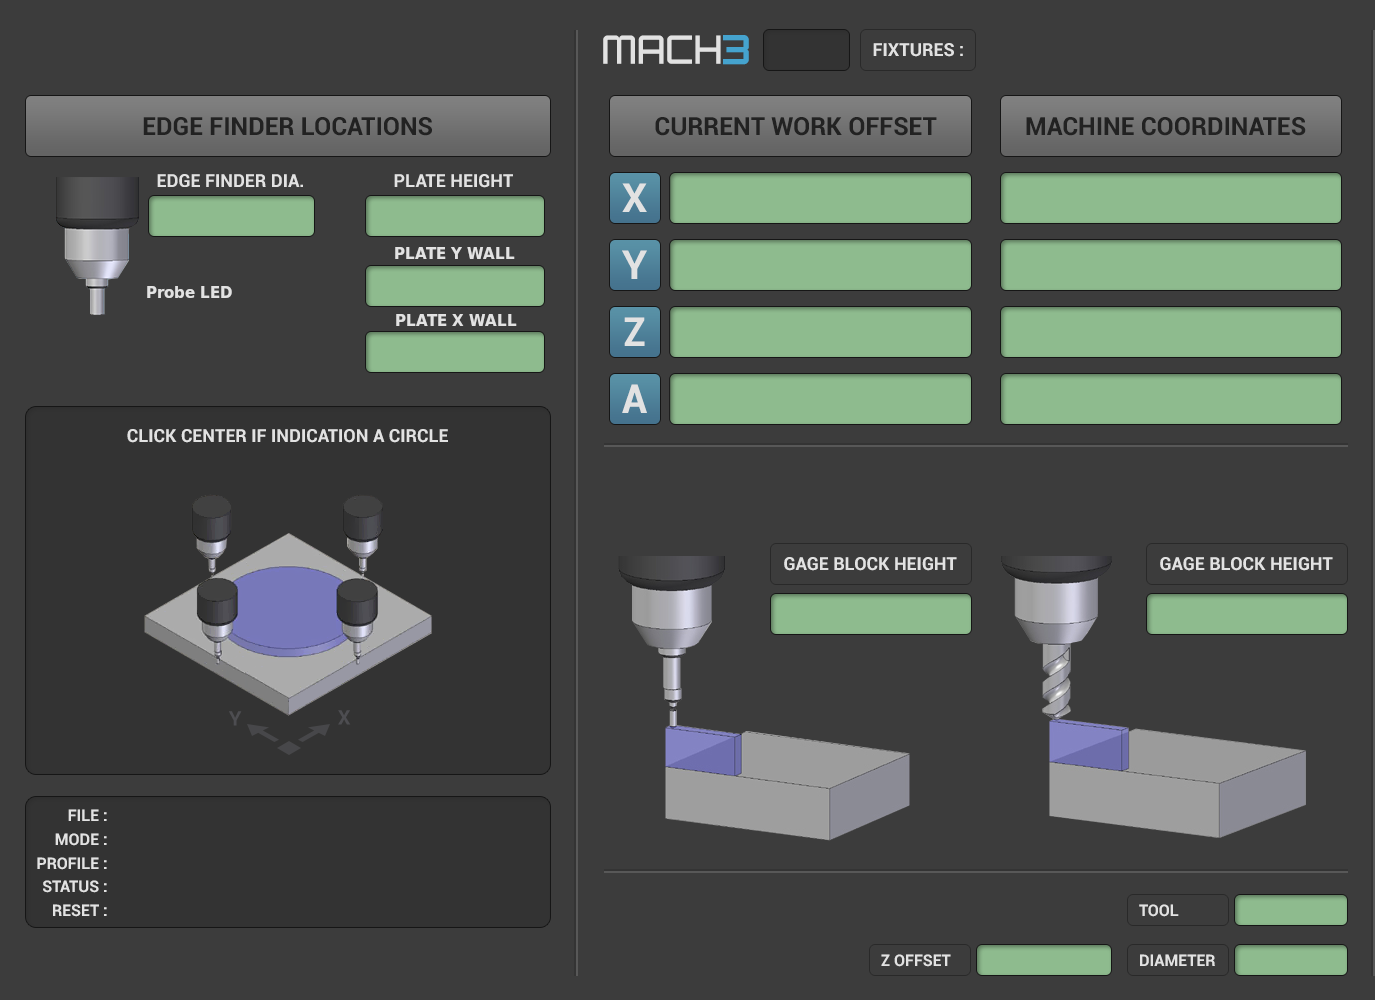 MACH3
FIXTURES :
EDGE FINDER LOCATIONS
CURRENT WORK OFFSET
MACHINE COORDINATES
EDGE FINDER DIA.
PLATE HEIGHT
X
PLATE Y WALL
Y
Probe LED
PLATE X WALL
Z
A
CLICK CENTER IF INDICATION A CIRCLE
GAGE BLOCK HEIGHT
GAGE BLOCK HEIGHT
Y
X
FILE :
MODE :
PROFILE :
STATUS :
RESET :
TOOL
Z OFFSET
DIAMETER